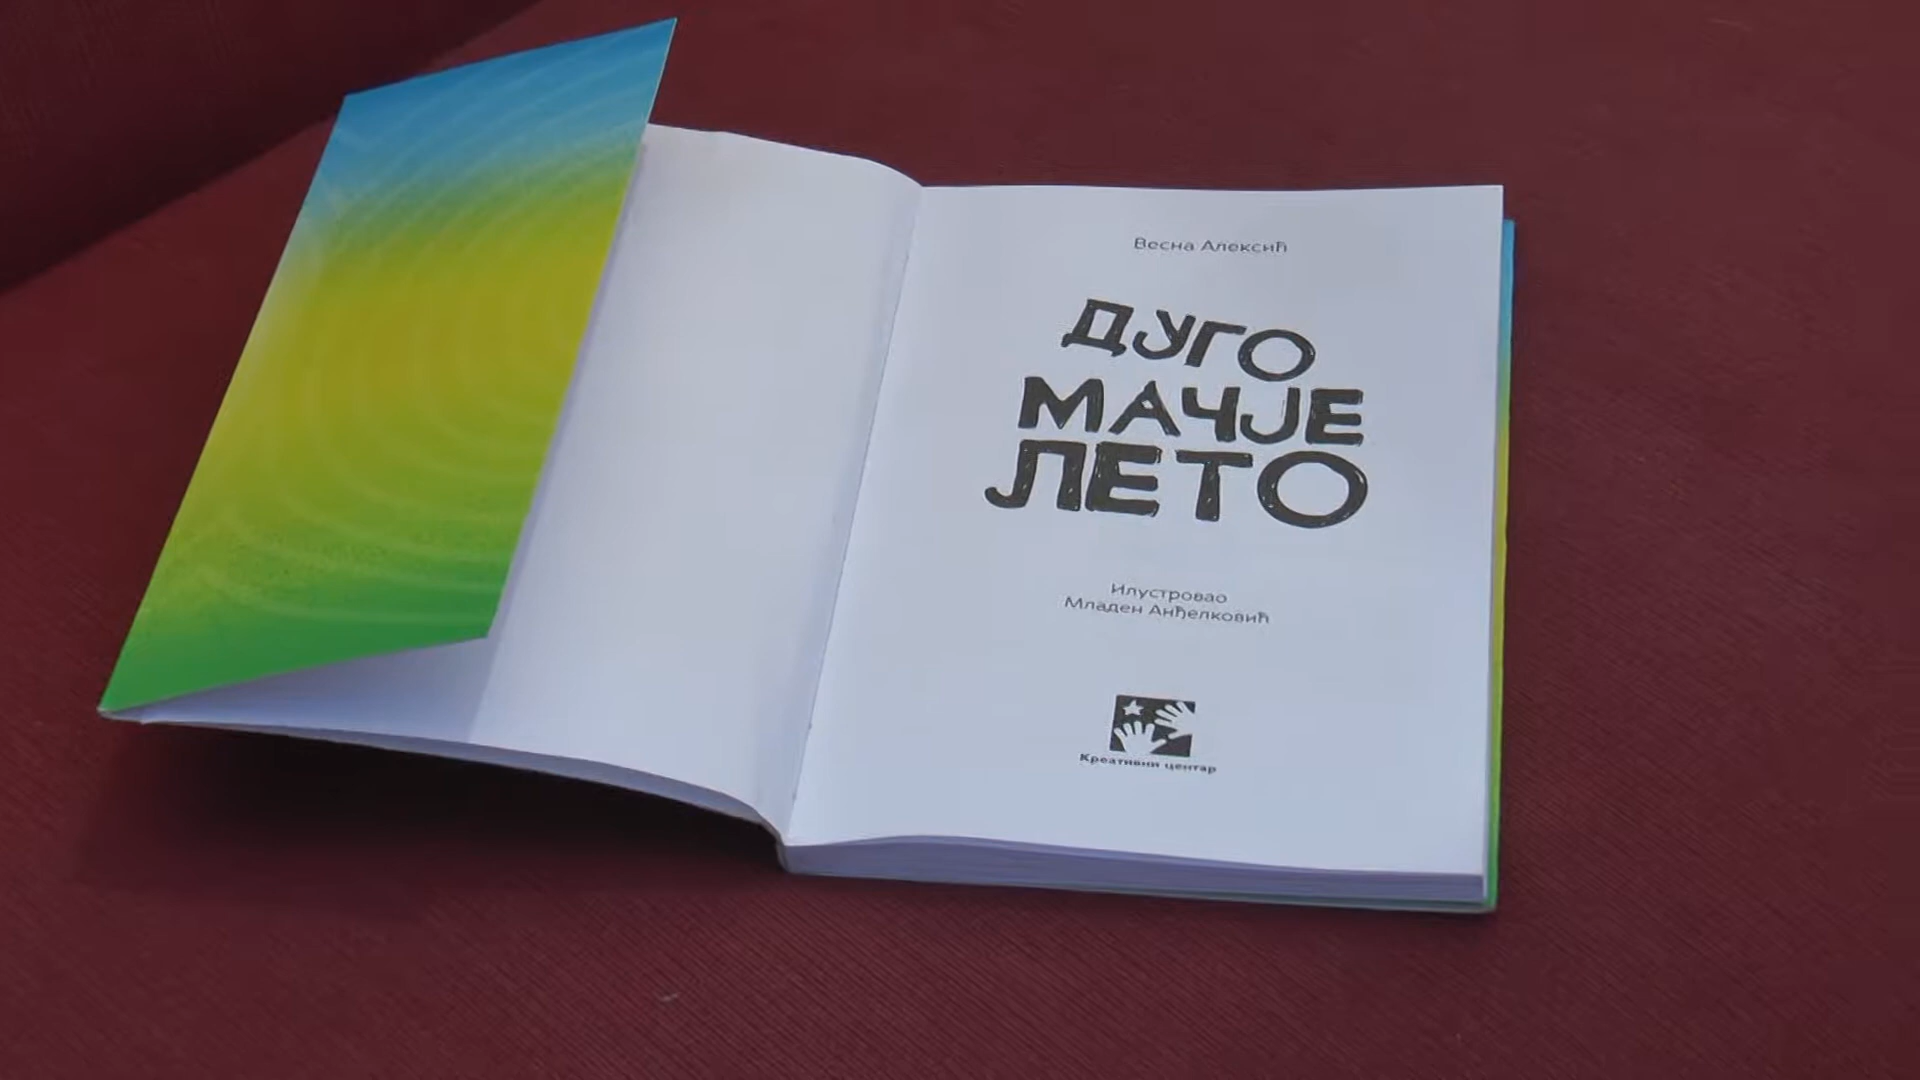 Весна Алексић
ДУГО
МАЧЈЕ
ЛЕТО
Илустровао
Младен Анђелковић
Креативни центар